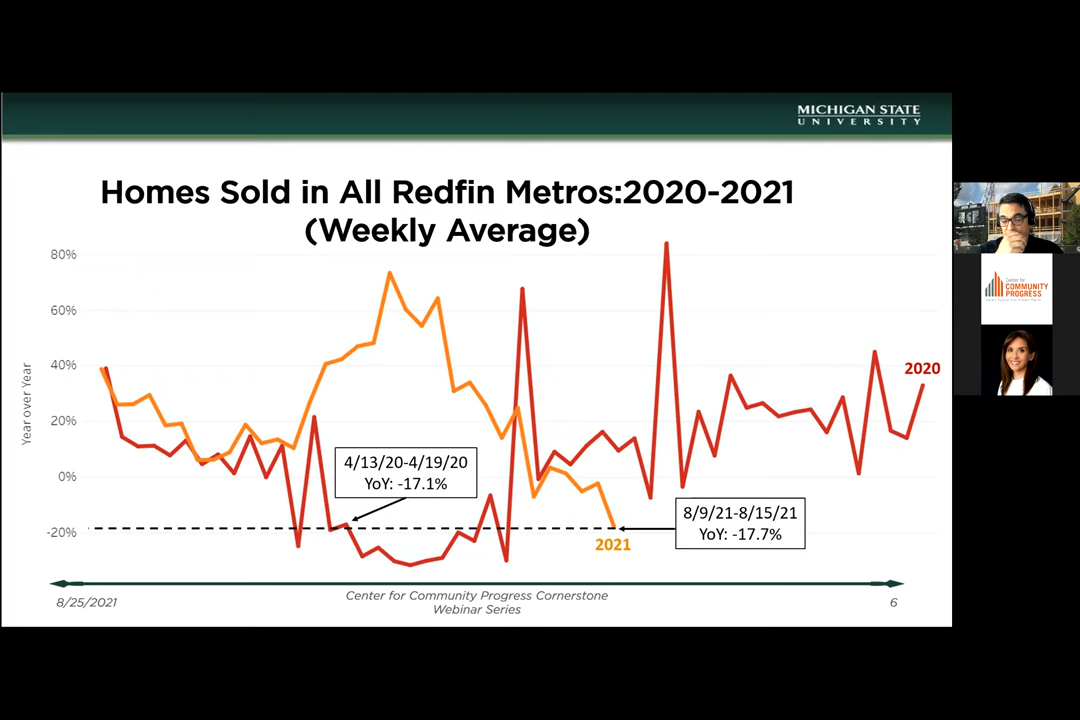 MICHIGAN STATE
UNIVERSITY
Homes Sold in All Redfin Metros:2020-2021
(Weekly Average)
80%
60%
40%
20%
0%
-20%
Year over Year
2020
4/13/20-4/19/20
YoY: -17.1%
8/9/21-8/15/21
YoY: -17.7%
2021
8/25/2021
Center for Community Progress Cornerstone
Webinar Series
6
Center for
COMMUNITY
PROGRESS